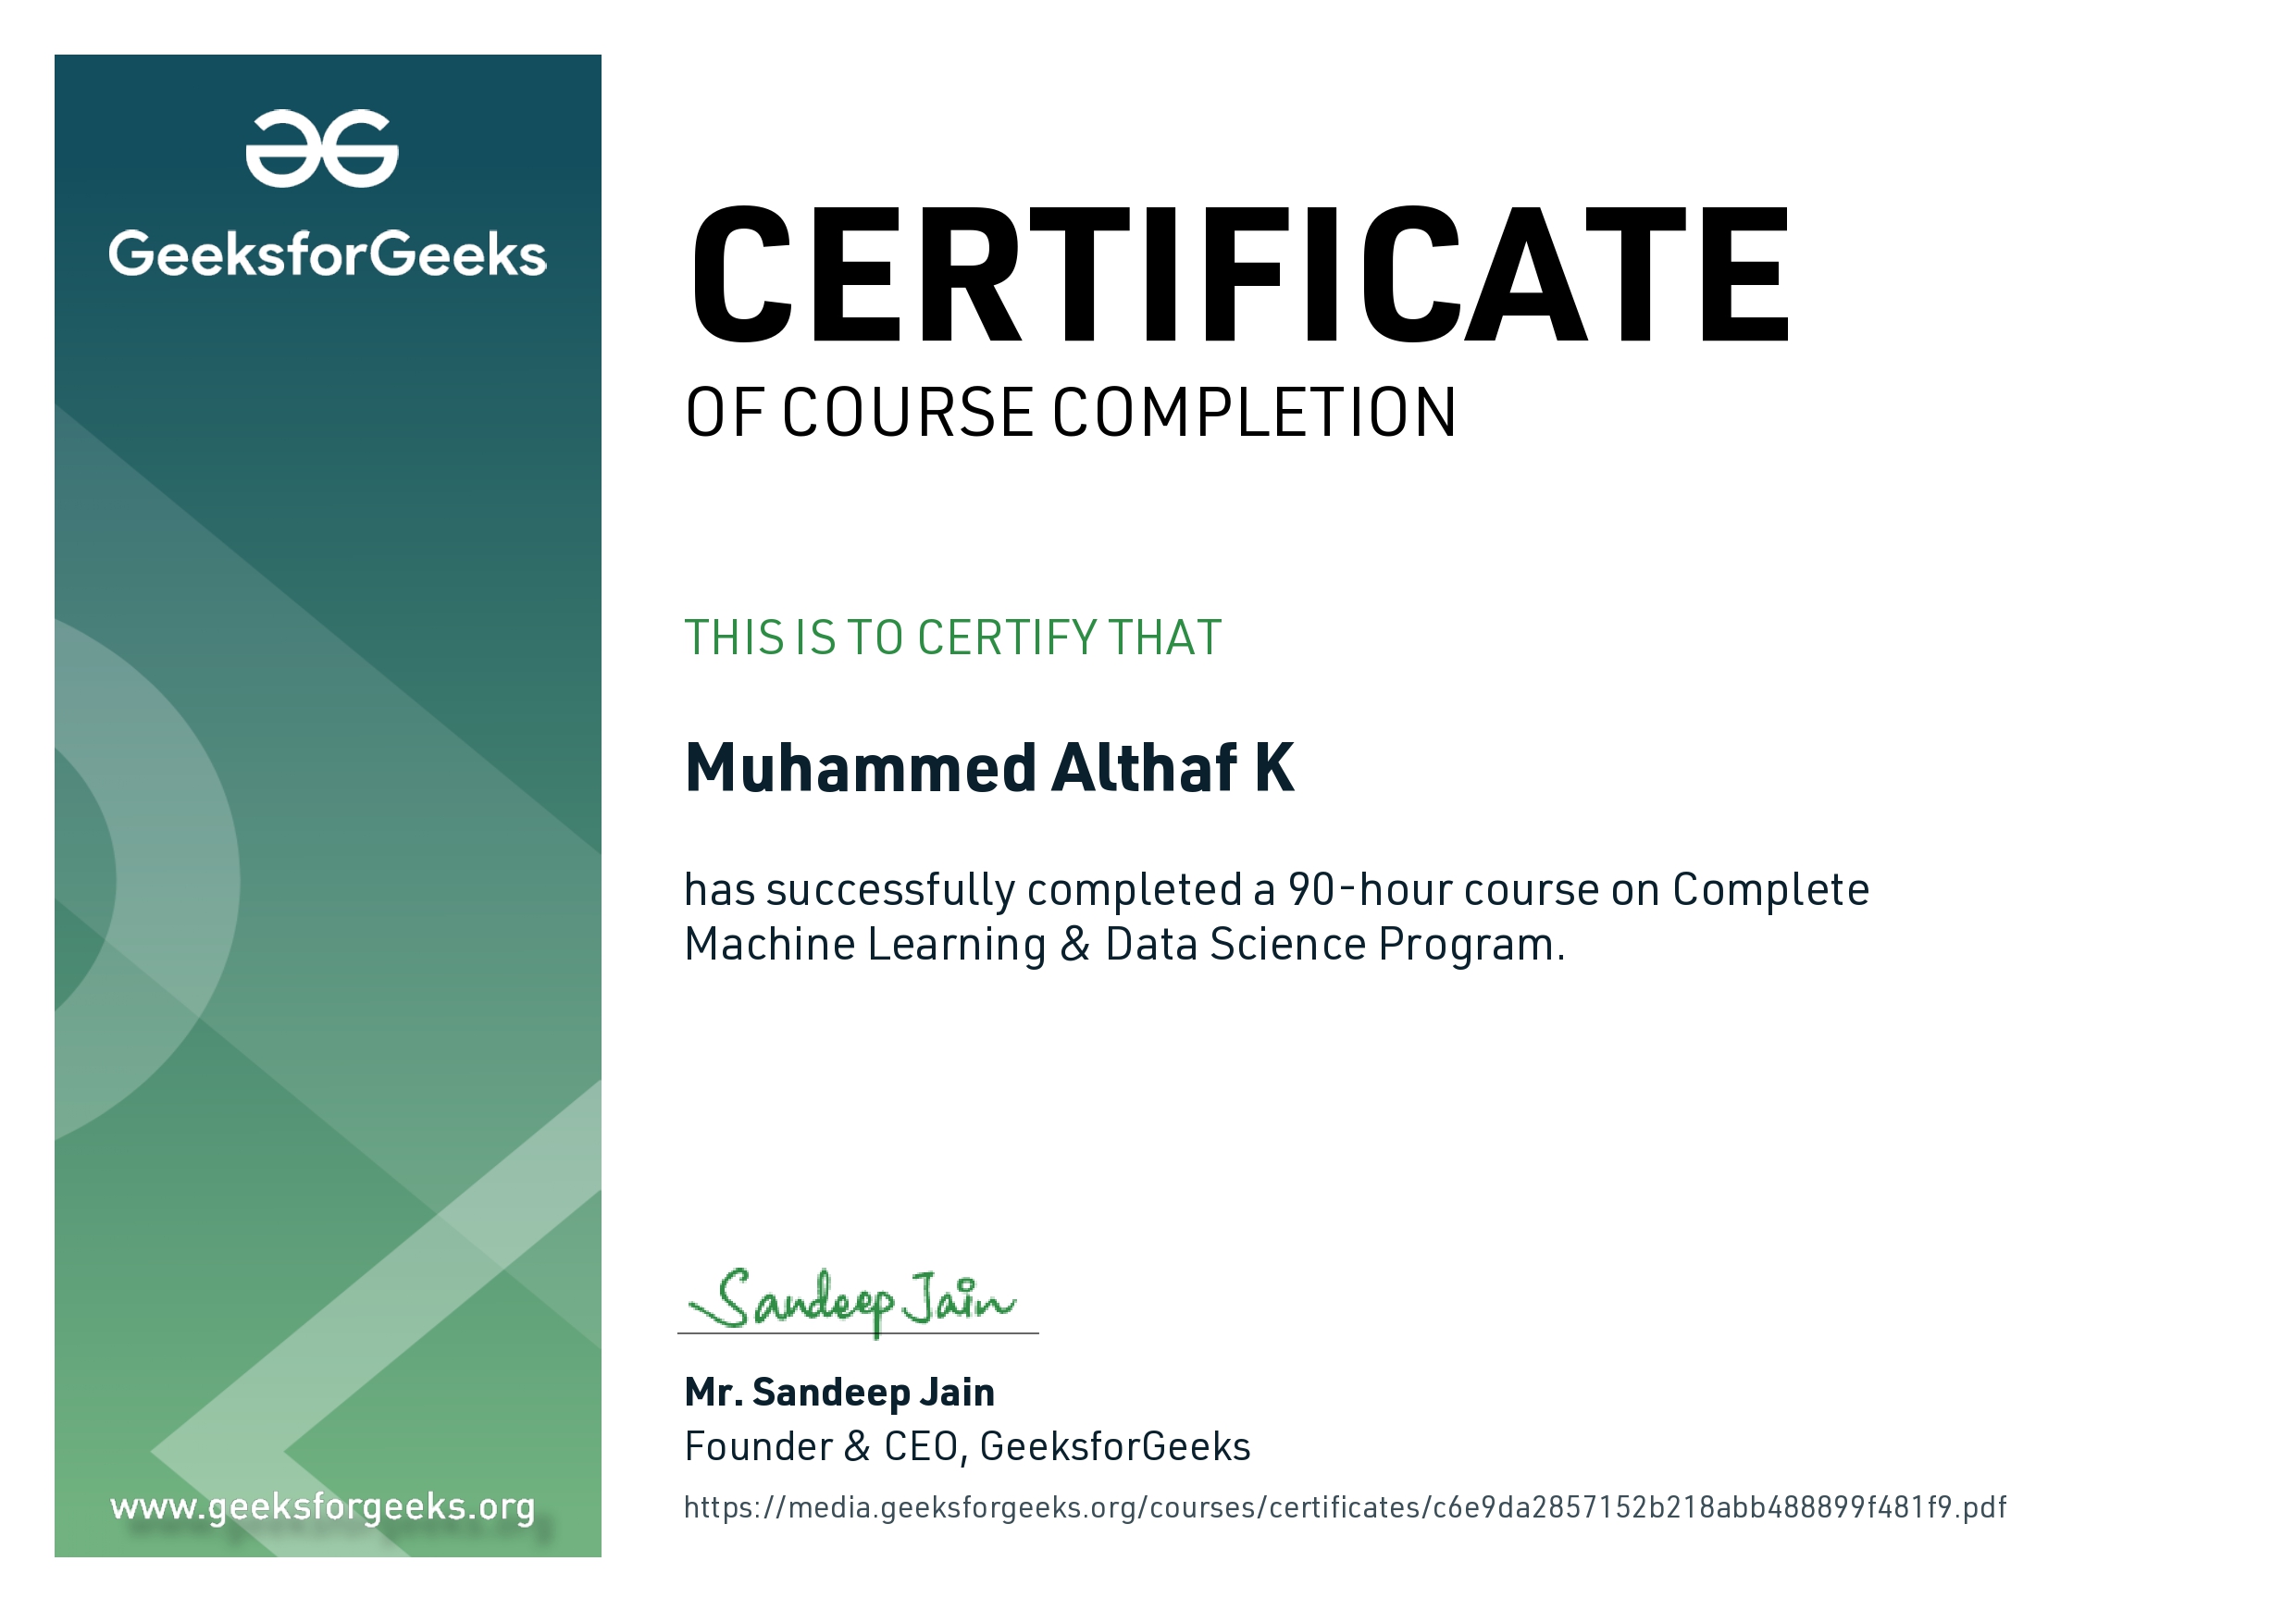 GeeksforGeeks
CERTIFICATE
OF COURSE COMPLETION
THIS IS TO CERTIFY THAT
Muhammed Althaf K
has successfully completed a 90-hour course on Complete
Machine Learning & Data Science Program.
Sandeep Jain
Mr. Sandeep Jain
Founder & CEO, GeeksforGeeks
https://media.geeksforgeeks.org/courses/certificates/c6e9da2857152b218abb488899f481f9.pdf
www.geeksforgeeks.org